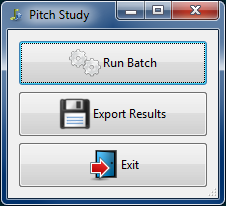 Pitch Study
Run Batch
Export Results
Exit